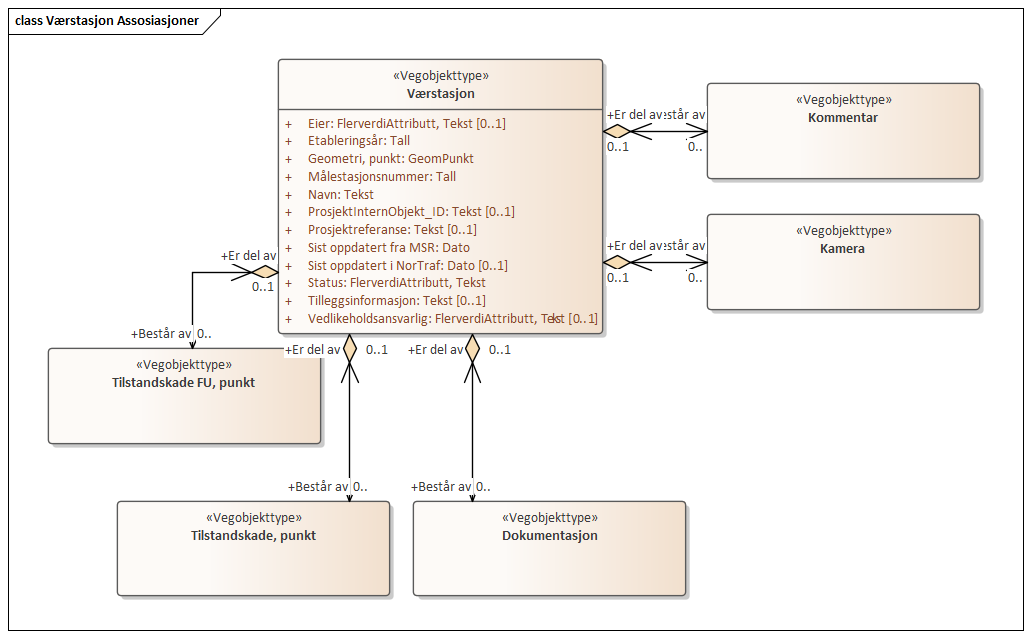 class Værstasjon Assosiasjoner
«Vegobjekttype»
Værstasjon
+ Eier: FlerverdiAttributt, Tekst [0..1]
+ Etableringsår: Tall
+ Geometri, punkt: GeomPunkt
+ Målestasjonsnummer: Tall
+ Navn: Tekst
+ ProsjektInternObjekt_ID: Tekst [0..1]
+ Prosjektreferanse: Tekst [0..1]
+ Sist oppdatert fra MSR: Dato
+ Sist oppdatert i NorTraf: Dato [0..1]
+ Status: FlerverdiAttributt, Tekst
+ Tilleggsinformasjon: Tekst [0..1]
+ Vedlikeholdsansvarlig: FlerverdiAttributt, Tekst [0..1]
+Er del av
står av
0..1
0..
«Vegobjekttype»
Kommentar
+Er del av
står av
0..1
0..
«Vegobjekttype»
Kamera
+Er del av
0..1
+Består av 0..
«Vegobjekttype»
Tilstandskade FU, punkt
+Er del av 0..1
+Består av 0..
«Vegobjekttype»
Tilstandskade, punkt
+Er del av 0..1
+Består av 0..
«Vegobjekttype»
Dokumentasjon